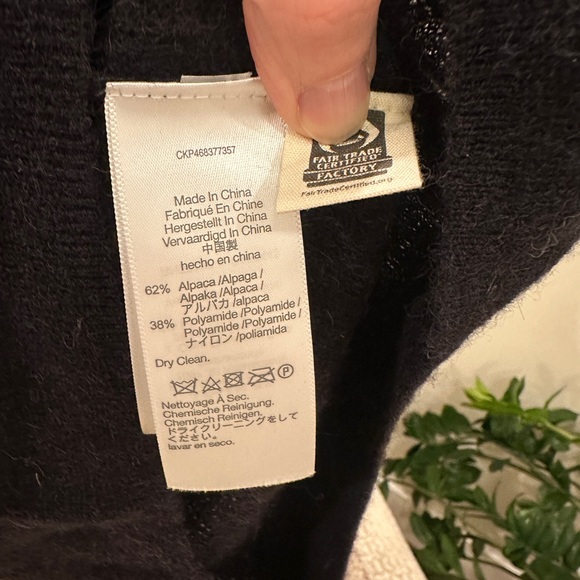 CKP468377357
FAIR TRADE
CERTIFIED
FACTORY
FairTradeCertified.org
Made In China
Fabriqué En Chine
Hergestellt In China
Vervaardigd In China
中国製
hecho en china
62% Alpaca /Alpaga /
Alpaka /Alpaca /
アルパカ /alpaca
38% Polyamide /Polyamide /
Polyamide /Polyamide /
ナイロン /poliamida
Dry Clean.
P
Nettoyage À Sec.
Chemische Reinigung.
Chemisch Reinigen.
ドライクリーニングをして
ください。
lavar en seco.